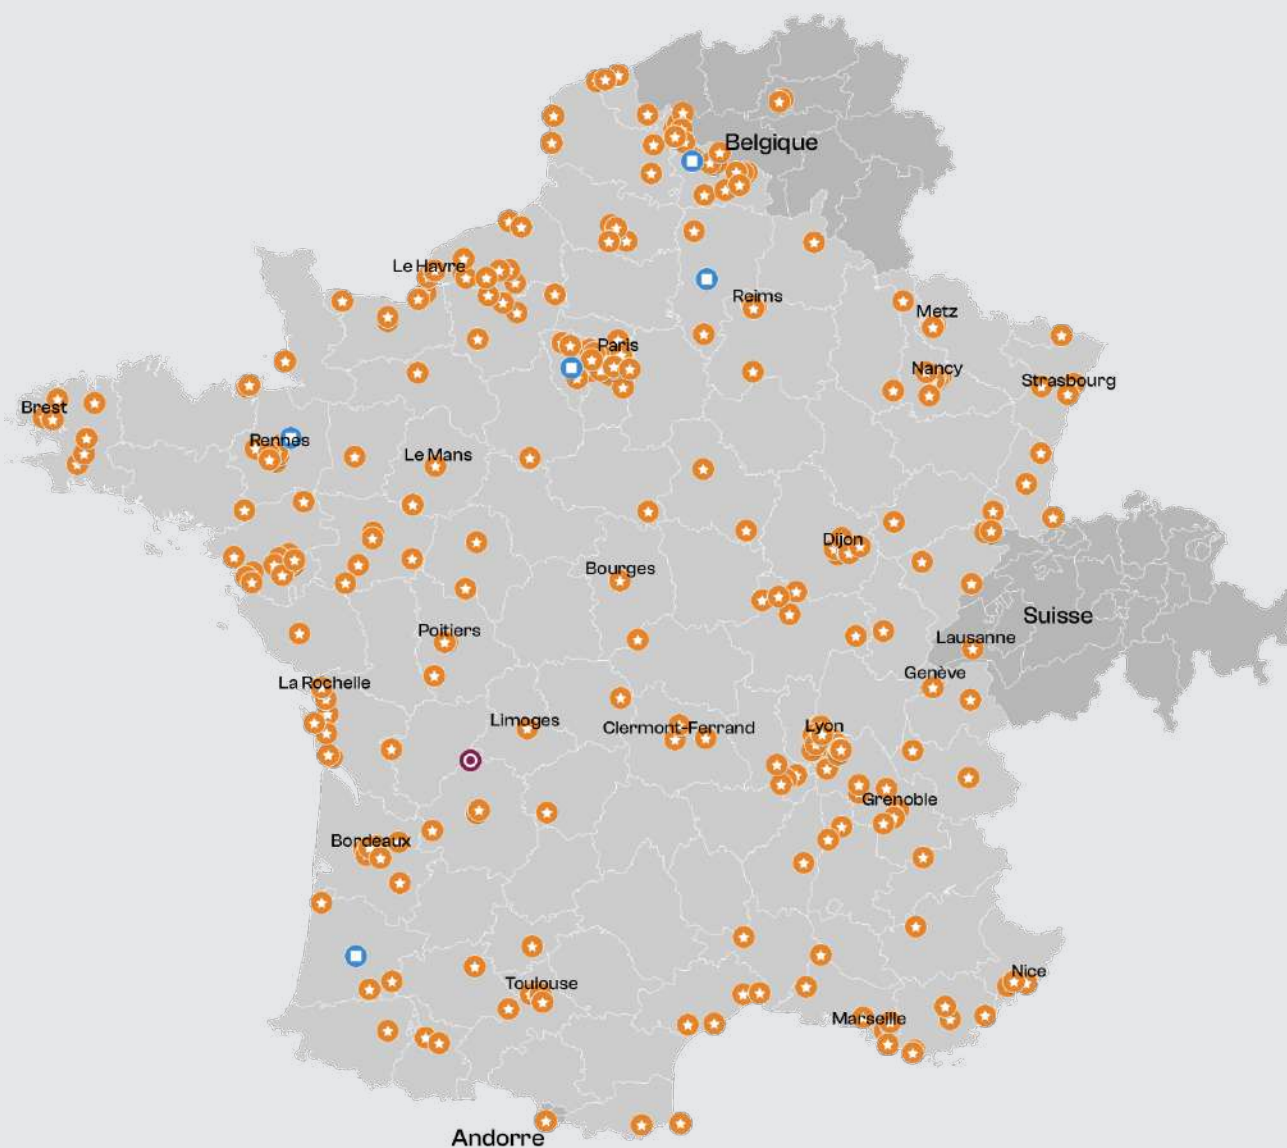 Belgique
Le Havre
Reims
Metz
Paris
Nancy
Strasbourg
Brest
Rennes
Le Mans
Dijon
Bourges
Suisse
Poitiers
Lausanne
Genève
La Rochelle
Limoges
Clermont-Ferrand
Lyon
Grenoble
Bordeaux
Nice
Toulouse
Marseille
Andorre